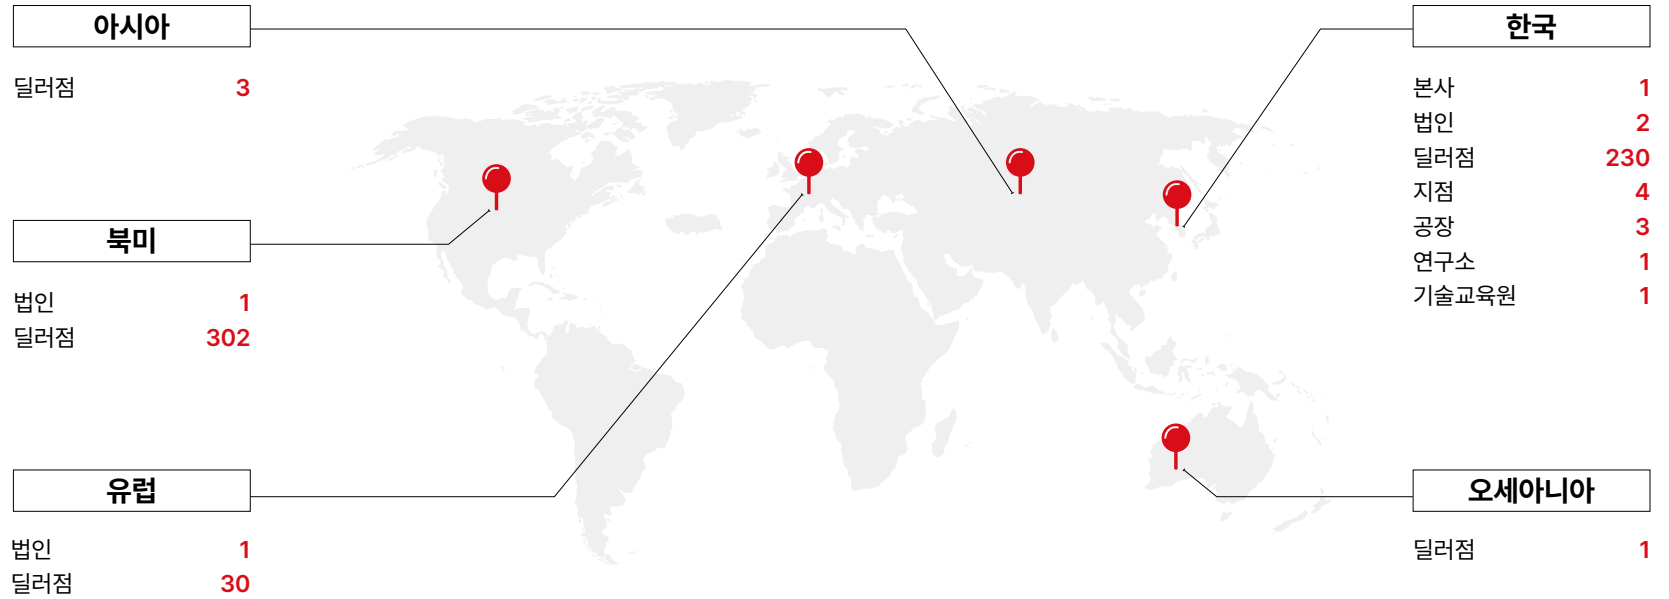 아시아
딜러점 3
북미
법인 1
딜러점 302
유럽
법인 1
딜러점 30
한국
본사 1
법인 2
딜러점 230
지점 4
공장 3
연구소 1
기술교육원 1
오세아니아
딜러점 1